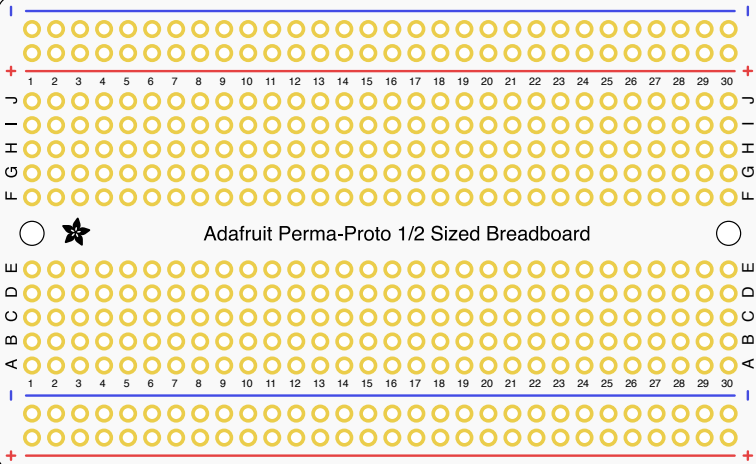 − −
+ +
1 2 3 4 5 6 7 8 9 10 11 12 13 14 15 16 17 18 19 20 21 22 23 24 25 26 27 28 29 30
J J
I I
H H
G G
F F
Adafruit Perma-Proto 1/2 Sized Breadboard
E E
D D
C C
B B
A A
1 2 3 4 5 6 7 8 9 10 11 12 13 14 15 16 17 18 19 20 21 22 23 24 25 26 27 28 29 30
− −
+ +